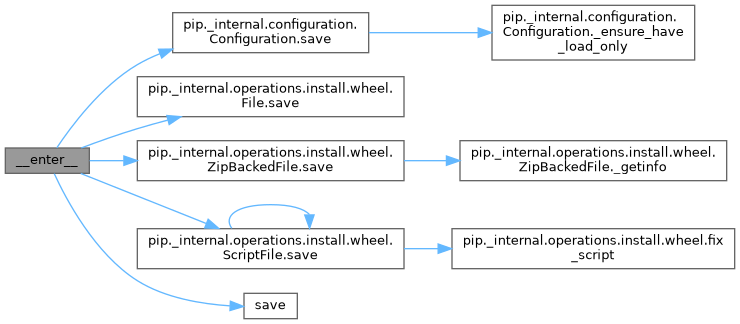 __enter__
pip._internal.configuration.
Configuration.save
pip._internal.configuration.
Configuration._ensure_have
_load_only
pip._internal.operations.install.wheel.
File.save
pip._internal.operations.install.wheel.
ZipBackedFile.save
pip._internal.operations.install.wheel.
ZipBackedFile._getinfo
pip._internal.operations.install.wheel.
ScriptFile.save
pip._internal.operations.install.wheel.fix
_script
save